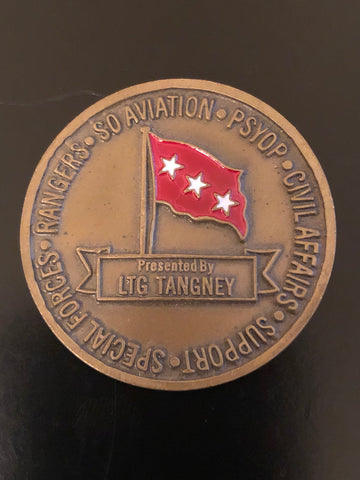 SPECIAL FORCES • RANGERS • SO AVIATION • PSYOP • CIVIL AFFAIRS • SUPPORT •
Presented By
LTG TANGNEY